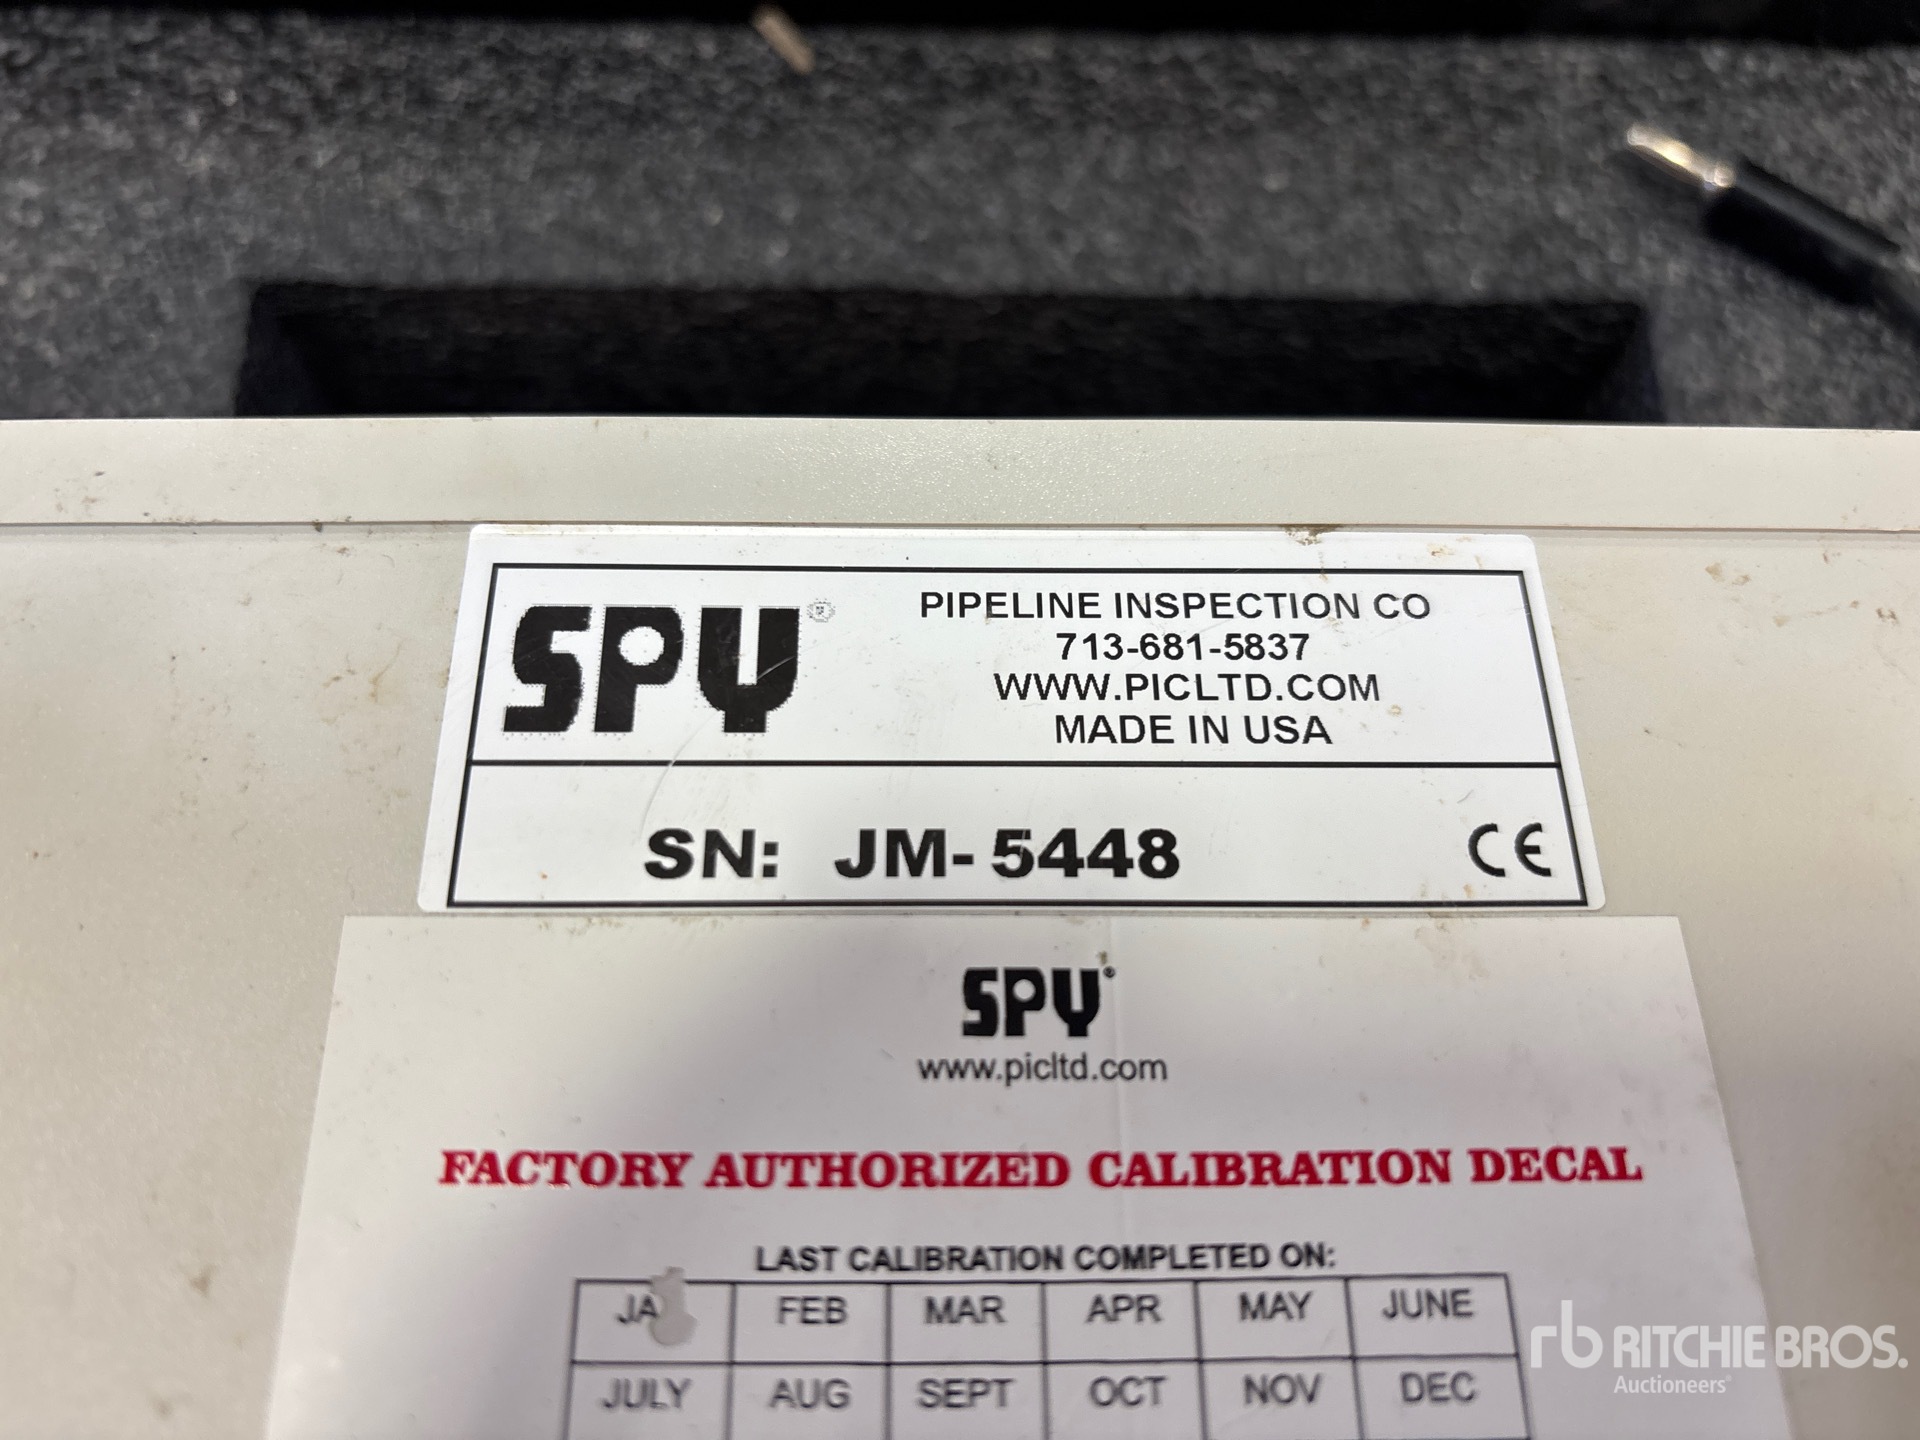 SPY®
PIPELINE INSPECTION CO
713-681-5837
WWW.PICLTD.COM
MADE IN USA
SN: JM-5448
CE
SPY®
www.picltd.com
FACTORY AUTHORIZED CALIBRATION DECAL
LAST CALIBRATION COMPLETED ON:
JA FEB MAR APR MAY JUNE
JULY AUG SEPT OCT NOV DEC
rb RITCHIE BROS.
Auctioneers